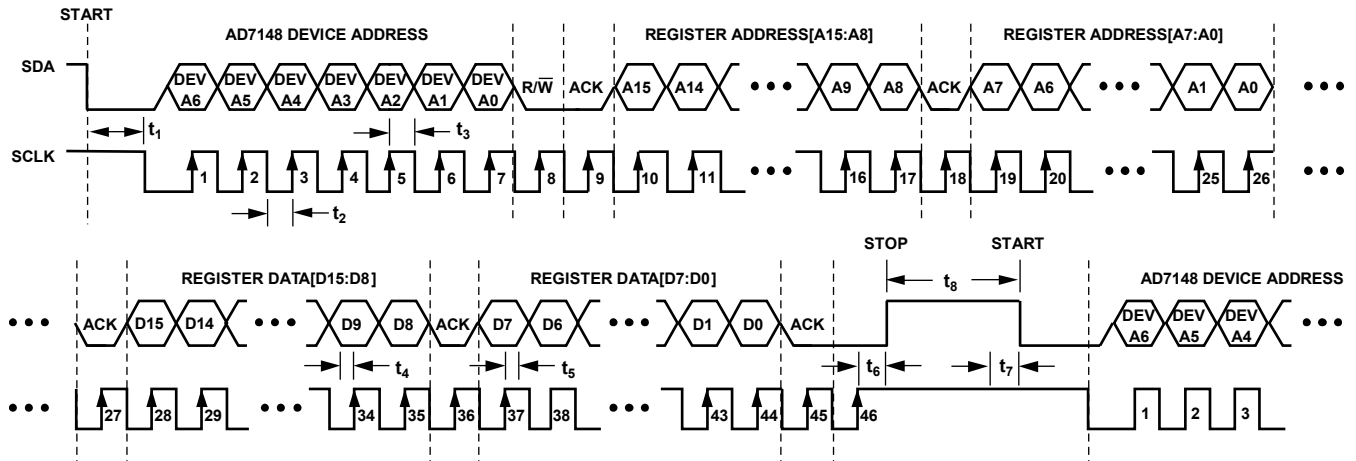 START
AD7148 DEVICE ADDRESS REGISTER ADDRESS[A15:A8] REGISTER ADDRESS[A7:A0]
SDA DEV A6 DEV A5 DEV A4 DEV A3 DEV A2 DEV A1 DEV A0 R/W̅ ACK A15 A14 ••• A9 A8 ACK A7 A6 ••• A1 A0 •••
t1 t3
SCLK 1 2 3 4 5 6 7 8 9 10 11 ••• 16 17 18 19 20 ••• 25 26 •••
t2
STOP START
REGISTER DATA[D15:D8] REGISTER DATA[D7:D0] t8 AD7148 DEVICE ADDRESS
••• ACK D15 D14 ••• D9 D8 ACK D7 D6 ••• D1 D0 ACK DEV A6 DEV A5 DEV A4 •••
t4 t5 t6 t7
••• 27 28 29 ••• 34 35 36 37 38 ••• 43 44 45 46 1 2 3 •••